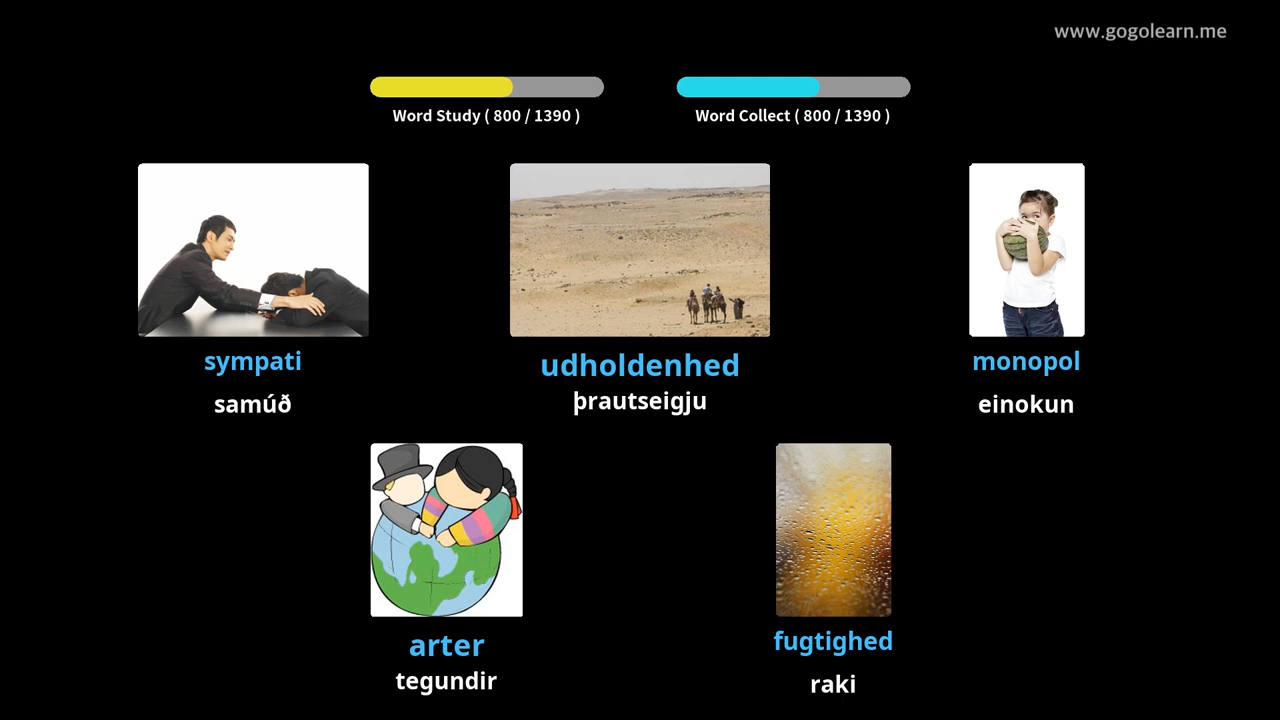 www.gogolearn.me
Word Study ( 800 / 1390 )
Word Collect ( 800 / 1390 )
sympati
samúð
udholdenhed
þrautseigju
monopol
einokun
arter
tegundir
fugtighed
raki